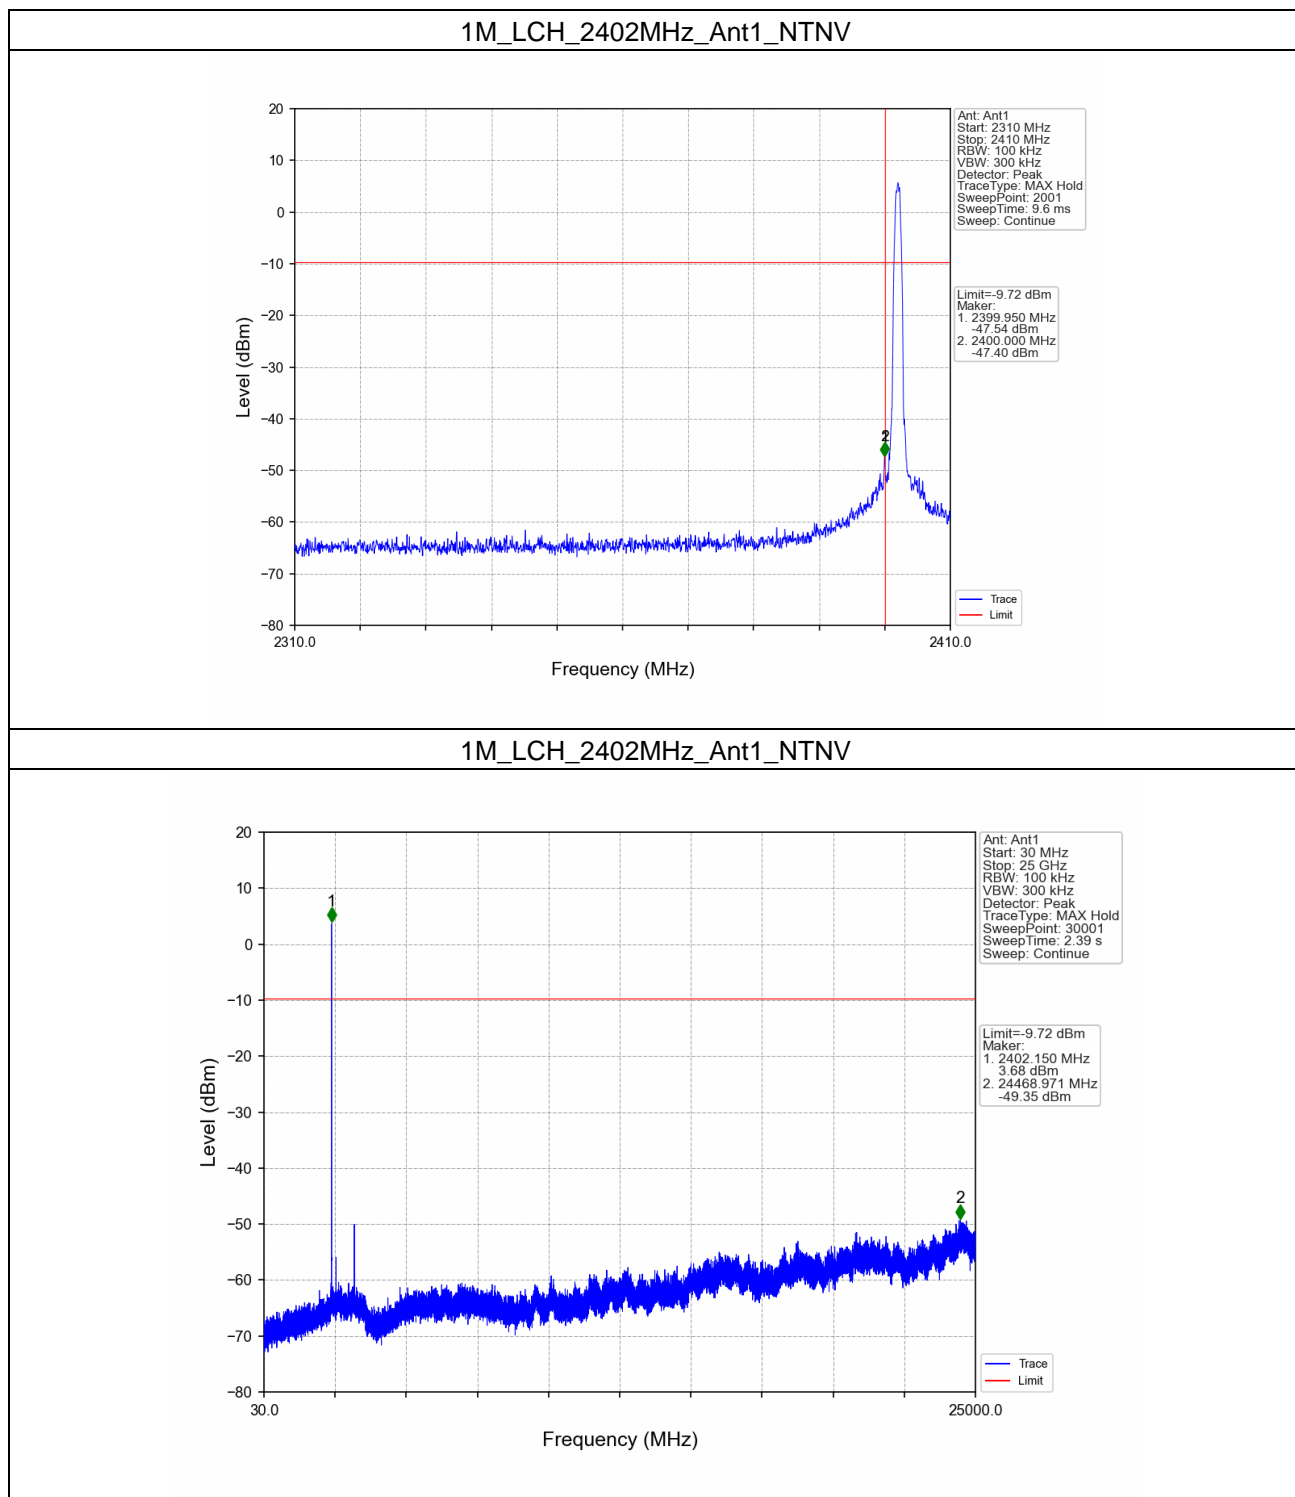 1M_LCH_2402MHz_Ant1_NTNV
20
10
0
−10
−20
−30
−40
−50
−60
−70
−80
Level (dBm)
2310.0
2410.0
Frequency (MHz)
2
Ant: Ant1
Start: 2310 MHz
Stop: 2410 MHz
RBW: 100 kHz
VBW: 300 kHz
Detector: Peak
TraceType: MAX Hold
SweepPoint: 2001
SweepTime: 9.6 ms
Sweep: Continue
Limit=-9.72 dBm
Maker:
1. 2399.950 MHz
-47.54 dBm
2. 2400.000 MHz
-47.40 dBm
Trace
Limit
1M_LCH_2402MHz_Ant1_NTNV
20
10
0
−10
−20
−30
−40
−50
−60
−70
−80
Level (dBm)
30.0
25000.0
Frequency (MHz)
1
2
Ant: Ant1
Start: 30 MHz
Stop: 25 GHz
RBW: 100 kHz
VBW: 300 kHz
Detector: Peak
TraceType: MAX Hold
SweepPoint: 30001
SweepTime: 2.39 s
Sweep: Continue
Limit=-9.72 dBm
Maker:
1. 2402.150 MHz
3.68 dBm
2. 24468.971 MHz
-49.35 dBm
Trace
Limit